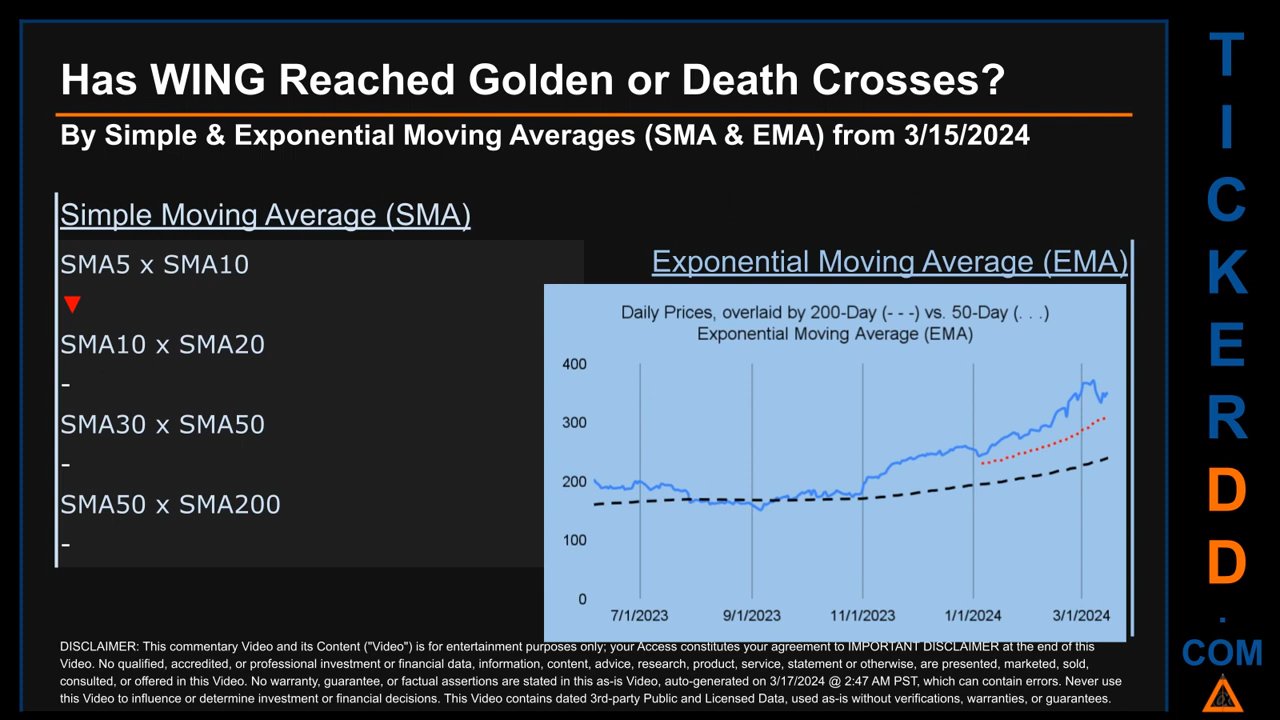 Has WING Reached Golden or Death Crosses?
By Simple & Exponential Moving Averages (SMA & EMA) from 3/15/2024
Simple Moving Average (SMA)
SMA5 x SMA10
▼
SMA10 x SMA20
-
SMA30 x SMA50
-
SMA50 x SMA200
-
Exponential Moving Average (EMA)
Daily Prices, overlaid by 200-Day (- - -) vs. 50-Day (. . .)
Exponential Moving Average (EMA)
400
300
200
100
0
7/1/2023 9/1/2023 11/1/2023 1/1/2024 3/1/2024
DISCLAIMER: This commentary Video and its Content ("Video") is for entertainment purposes only; your Access constitutes your agreement to IMPORTANT DISCLAIMER at the end of this
Video. No qualified, accredited, or professional investment or financial data, information, content, advice, research, product, service, statement or otherwise, are presented, marketed, sold,
consulted, or offered in this Video. No warranty, guarantee, or factual assertions are stated in this as-is Video, auto-generated on 3/17/2024 @ 2:47 AM PST, which can contain errors. Never use
this Video to influence or determine investment or financial decisions. This Video contains dated 3rd-party Public and Licensed Data, used as-is without verifications, warranties, or guarantees.
T
I
C
K
E
R
D
D
.
COM